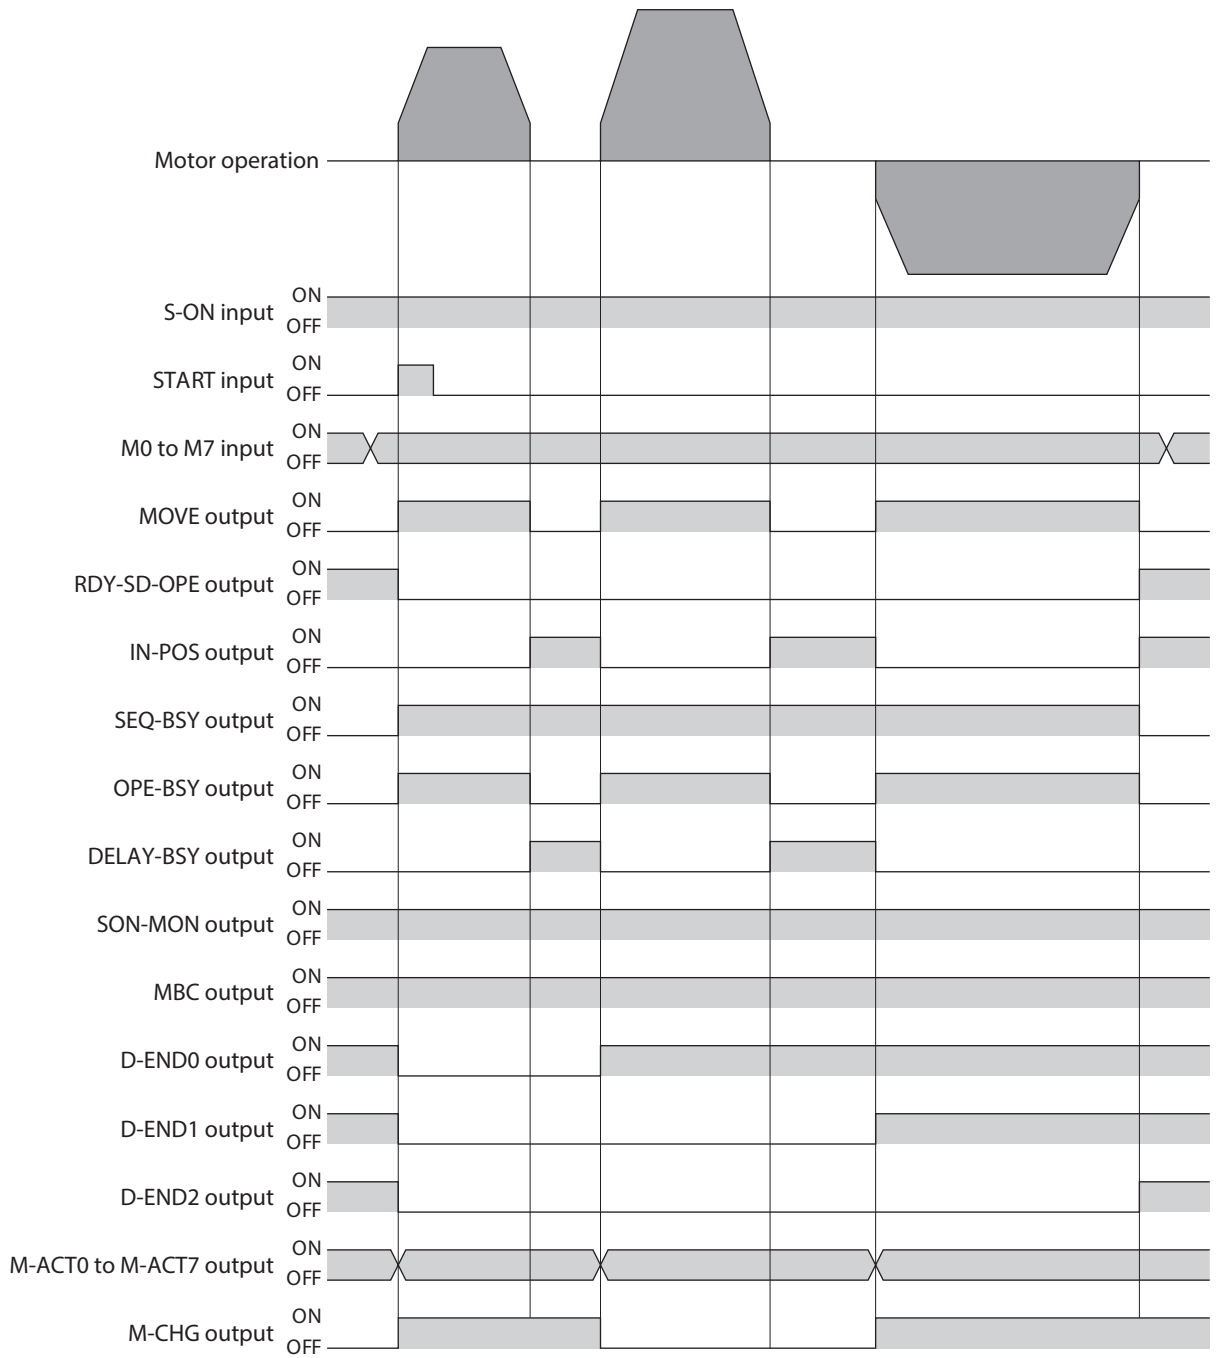 Motor operation
ON
S-ON input
OFF
ON
START input
OFF
ON
M0 to M7 input
OFF
ON
MOVE output
OFF
ON
RDY-SD-OPE output
OFF
ON
IN-POS output
OFF
ON
SEQ-BSY output
OFF
ON
OPE-BSY output
OFF
ON
DELAY-BSY output
OFF
ON
SON-MON output
OFF
ON
MBC output
OFF
ON
D-END0 output
OFF
ON
D-END1 output
OFF
ON
D-END2 output
OFF
ON
M-ACT0 to M-ACT7 output
OFF
ON
M-CHG output
OFF